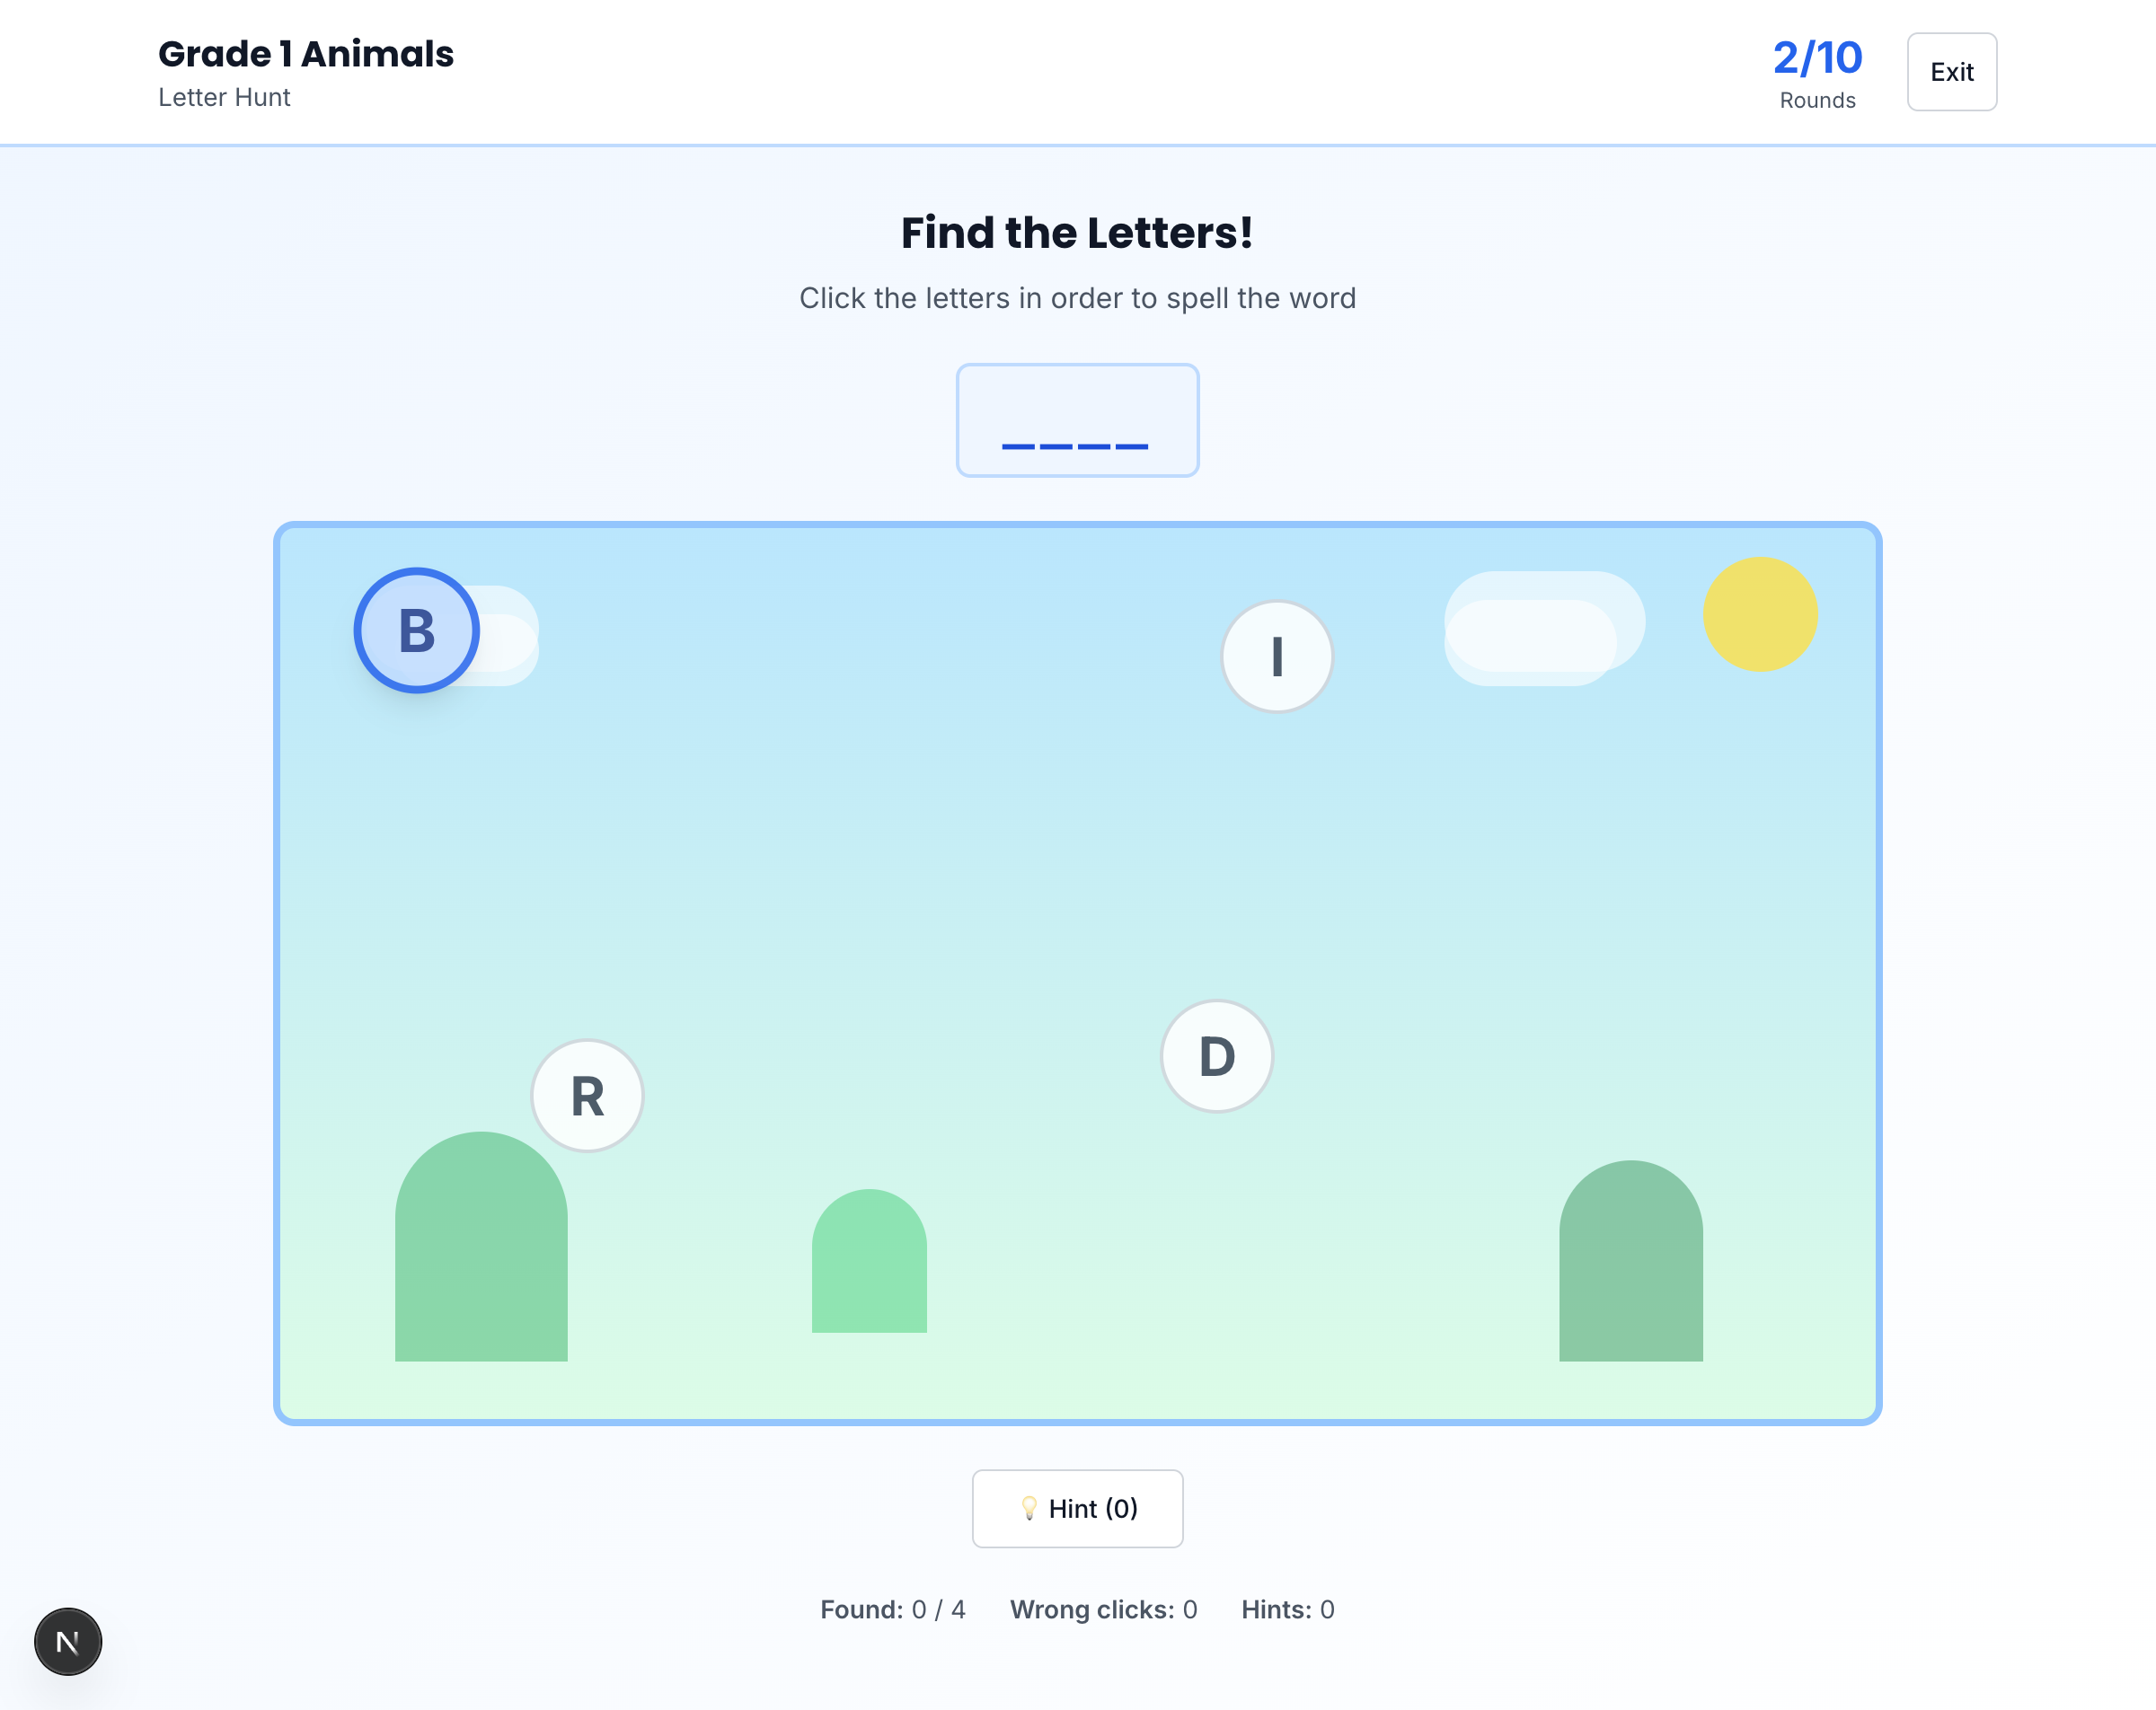 Grade 1 Animals
Letter Hunt
2/10
Rounds
Exit
Find the Letters!
Click the letters in order to spell the word
_ _ _ _
B
I
R
D
💡 Hint (0)
Found: 0 / 4 Wrong clicks: 0 Hints: 0
N